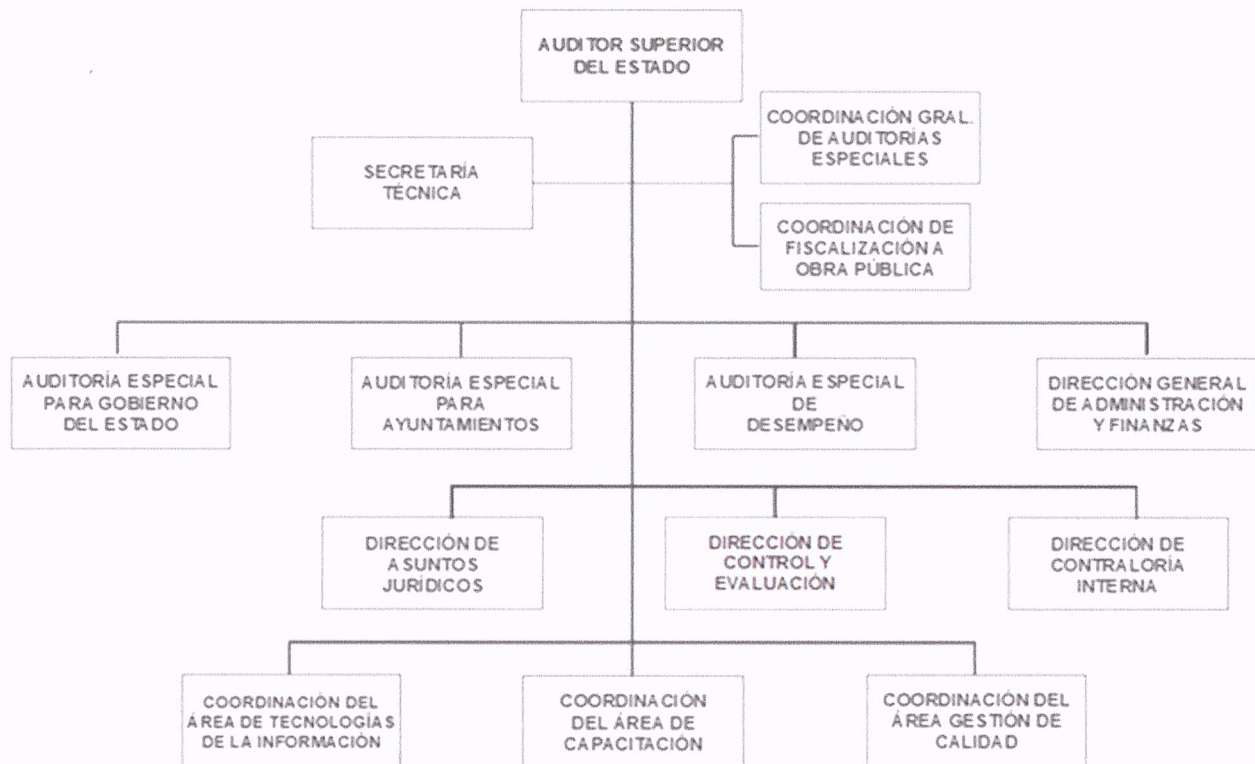 AUDITOR SUPERIOR
DEL ESTADO
COORDINACIÓN GRAL.
DE AUDITORÍAS
ESPECIALES
SECRETARÍA
TÉCNICA
COORDINACIÓN DE
FISCALIZACIÓN A
OBRA PÚBLICA
AUDITORÍA ESPECIAL
PARA GOBIERNO
DEL ESTADO
AUDITORÍA ESPECIAL
PARA
AYUNTAMIENTOS
AUDITORÍA ESPECIAL
DE
DESEMPEÑO
DIRECCIÓN GENERAL
DE ADMINISTRACIÓN
Y FINANZAS
DIRECCIÓN DE
ASUNTOS
JURÍDICOS
DIRECCIÓN DE
CONTROL Y
EVALUACIÓN
DIRECCIÓN DE
CONTRALORÍA
INTERNA
COORDINACIÓN DEL
ÁREA DE TECNOLOGÍAS
DE LA INFORMACIÓN
COORDINACIÓN
DEL ÁREA DE
CAPACITACIÓN
COORDINACIÓN DEL
ÁREA GESTIÓN DE
CALIDAD